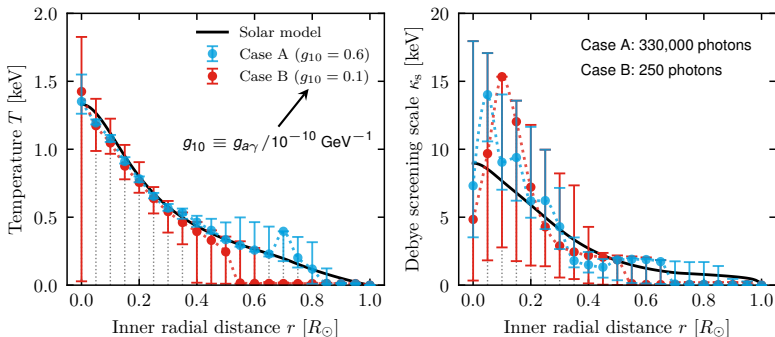 Temperature T [keV]
2.0
1.5
1.0
0.5
0.0
Solar model
Case A (g₁₀ = 0.6)
Case B (g₁₀ = 0.1)
g₁₀ ≡ gₐᵧ/10⁻¹⁰ GeV⁻¹
0.0 0.2 0.4 0.6 0.8 1.0
Inner radial distance r [R⊙]
Debye screening scale κₛ [keV]
20
15
10
5
0
Case A: 330,000 photons
Case B: 250 photons
0.0 0.2 0.4 0.6 0.8 1.0
Inner radial distance r [R⊙]